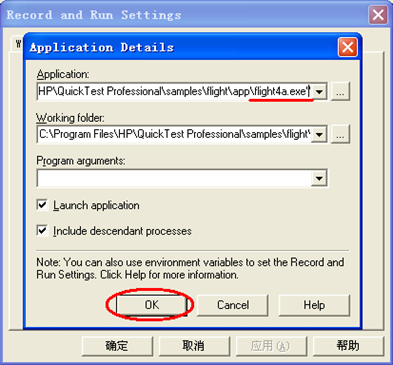 Record and Run Settings
Application Details
Application:
HP\QuickTest Professional\samples\flight\app\flight4a.exe"
...
Working folder:
C:\Program Files\HP\QuickTest Professional\samples\flight\
...
Program arguments:
Launch application
Include descendant processes
Note: You can also use environment variables to set the Record and
Run Settings. Click Help for more information.
OK Cancel Help
确定 取消 应用(A) 帮助